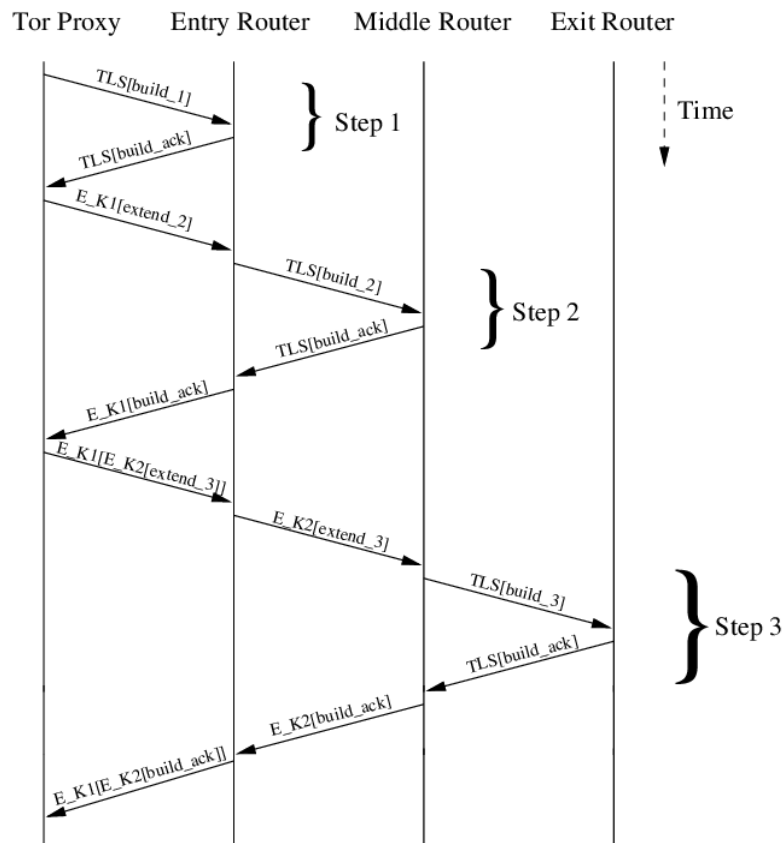 Tor Proxy
Entry Router
Middle Router
Exit Router
TLS[build_1]
Step 1
Time
TLS[build_ack]
E_K1[extend_2]
TLS[build_2]
Step 2
TLS[build_ack]
E_K1[build_ack]
E_K1[E_K2[extend_3]]
E_K2[extend_3]
TLS[build_3]
Step 3
TLS[build_ack]
E_K2[build_ack]
E_K1[E_K2[build_ack]]